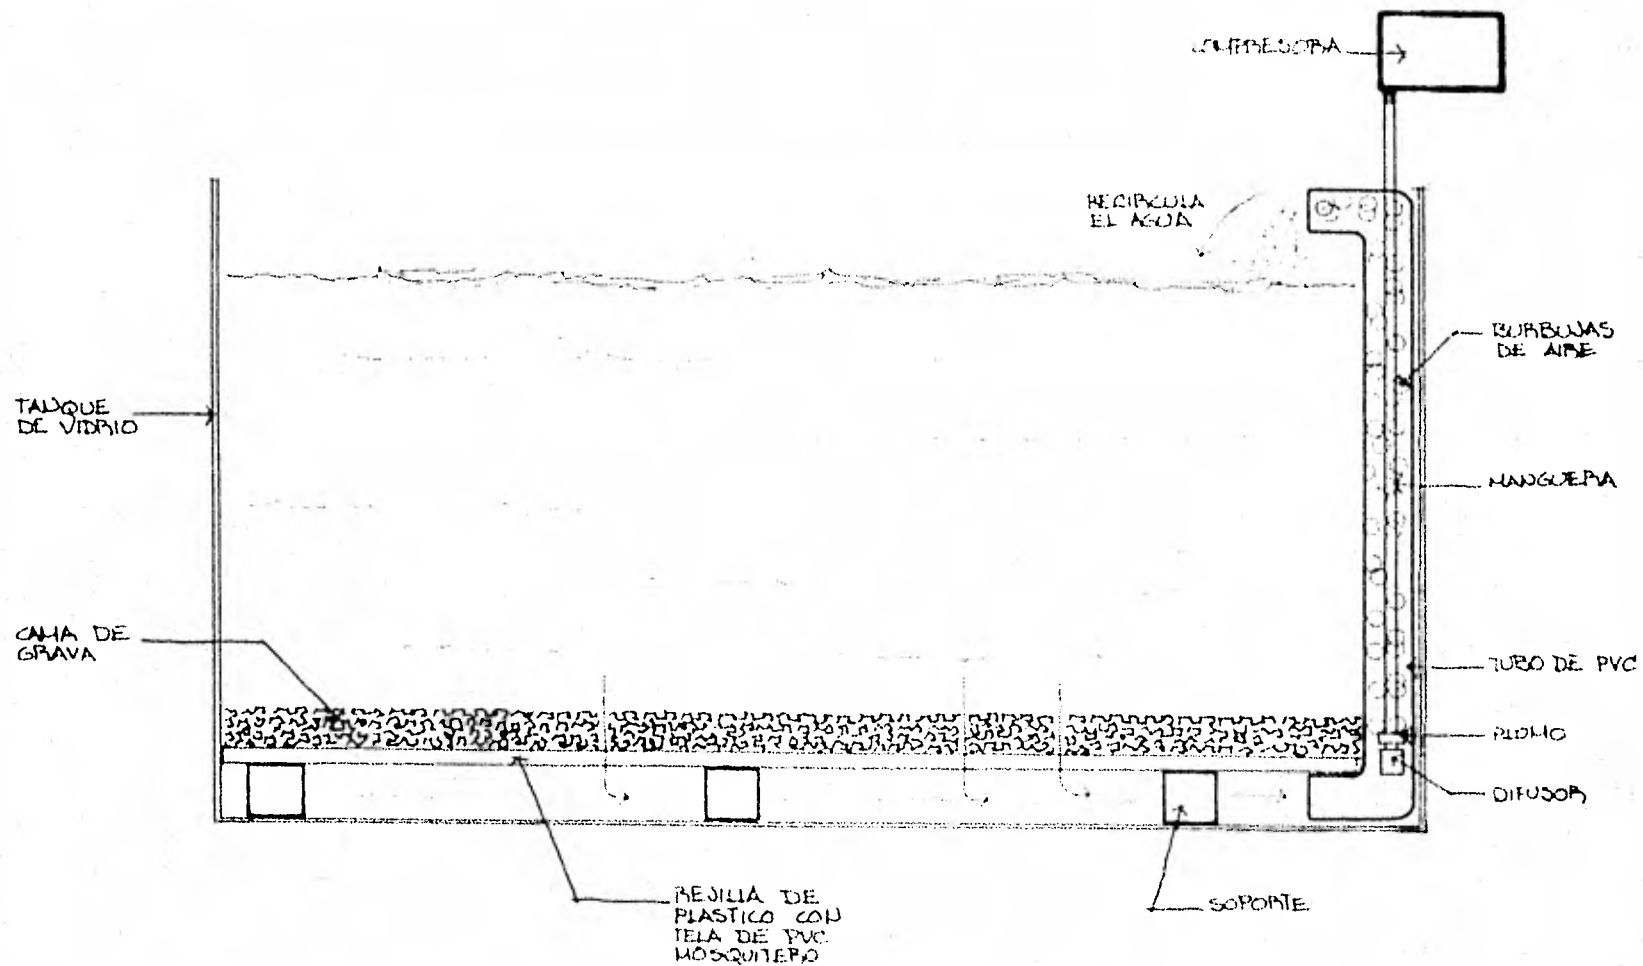 COMPRESORA
RECIRCULA
EL AGUA
BURBUJAS
DE AIRE
TANQUE
DE VIDRIO
MANGUERA
CAMA DE
GRAVA
TUBO DE PVC
PLOMO
DIFUSOR
REJILLA DE
PLASTICO CON
TELA DE PVC
MOSQUITERO
SOPORTE